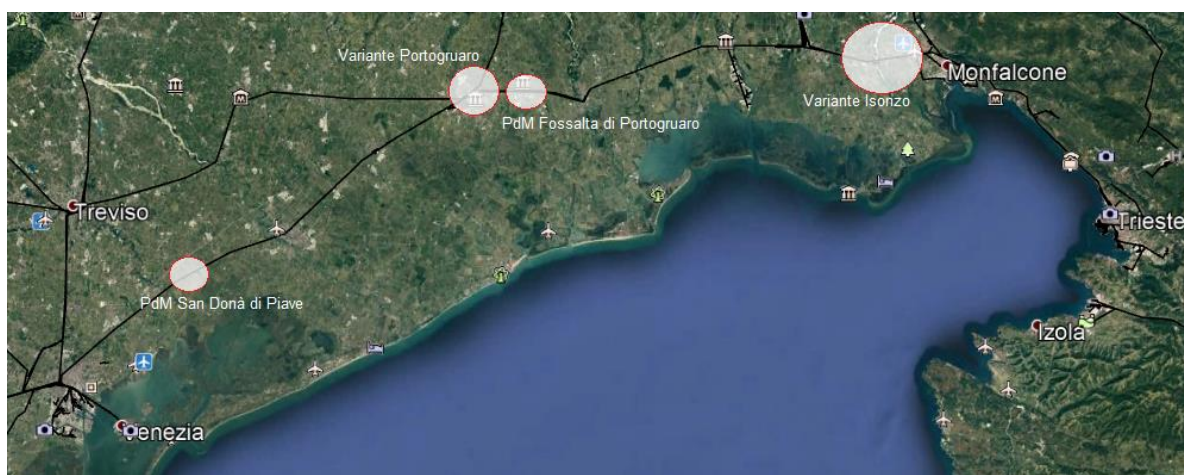 Variante Portogruaro
PdM Fossalta di Portogruaro
Variante Isonzo
Monfalcone
Treviso
Trieste
PdM San Donà di Piave
Izola
Venezia